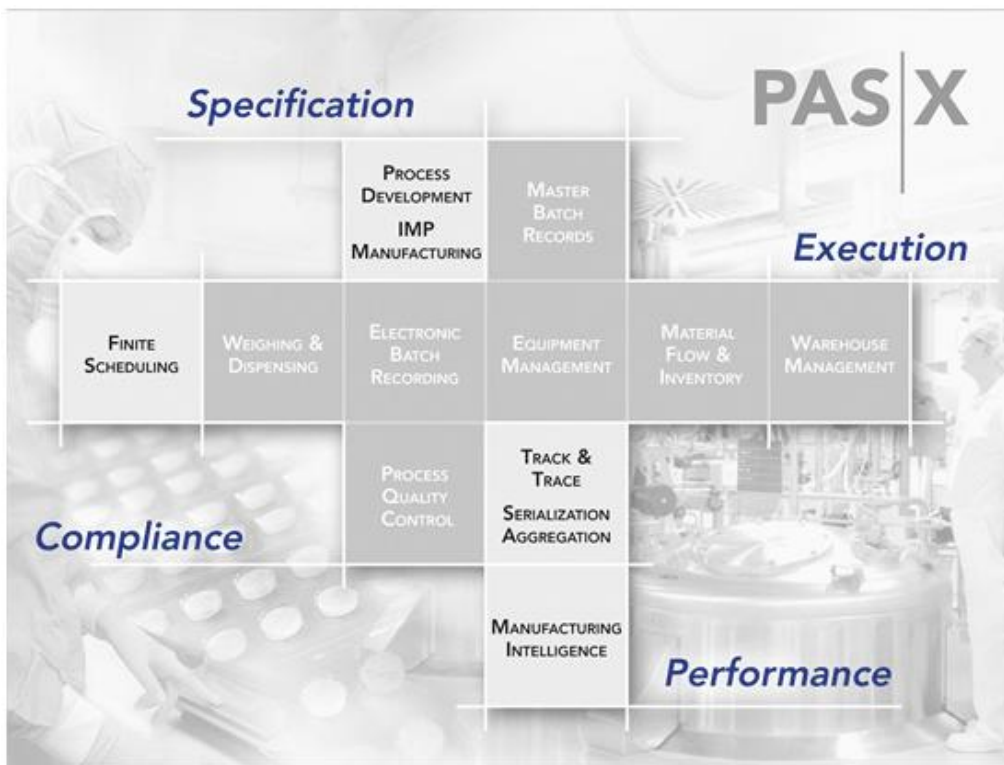 Specification
PAS|X
PROCESS
DEVELOPMENT
IMP
MANUFACTURING
MASTER
BATCH
RECORDS
Execution
FINITE
SCHEDULING
WEIGHING &
DISPENSING
ELECTRONIC
BATCH
RECORDING
EQUIPMENT
MANAGEMENT
MATERIAL
FLOW &
INVENTORY
WAREHOUSE
MANAGEMENT
Compliance
PROCESS
QUALITY
CONTROL
TRACK &
TRACE
SERIALIZATION
AGGREGATION
MANUFACTURING
INTELLIGENCE
Performance